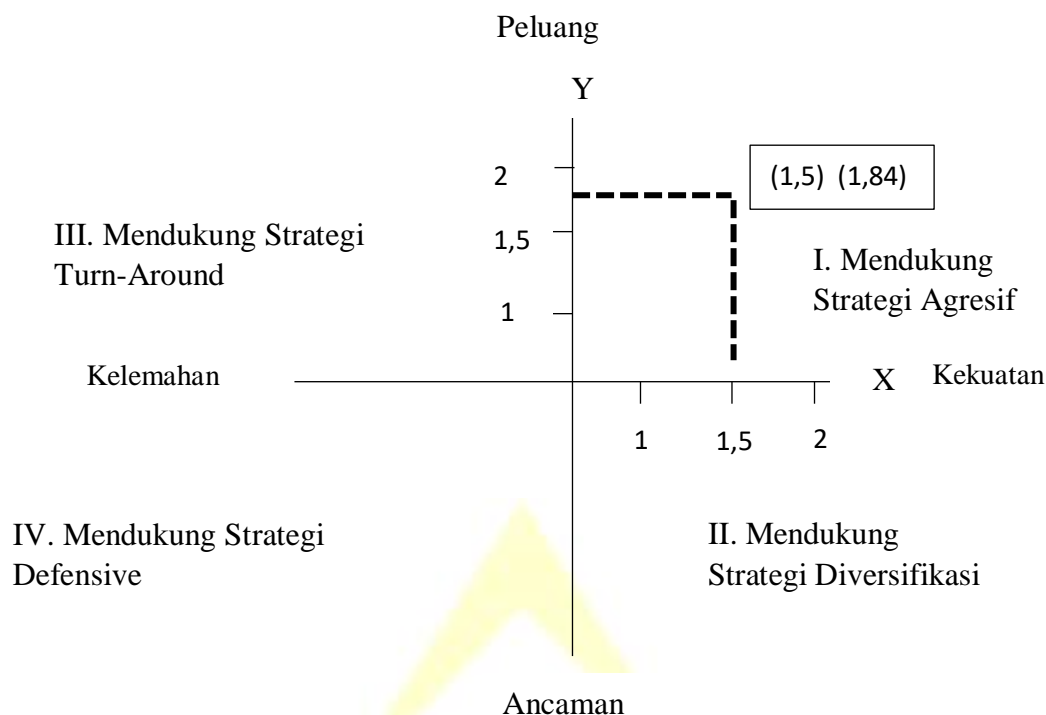 Peluang
Y
2
(1,5) (1,84)
III. Mendukung Strategi
Turn-Around
1,5
I. Mendukung
Strategi Agresif
1
Kelemahan
X
Kekuatan
1
1,5
2
IV. Mendukung Strategi
Defensive
II. Mendukung
Strategi Diversifikasi
Ancaman